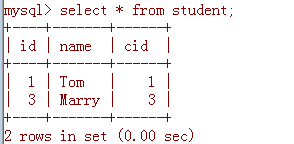 mysql> select * from student;
+----+-------+------+
| id | name  | cid  |
+----+-------+------+
|  1 | Tom   |    1 |
|  3 | Marry |    3 |
+----+-------+------+
2 rows in set (0.00 sec)